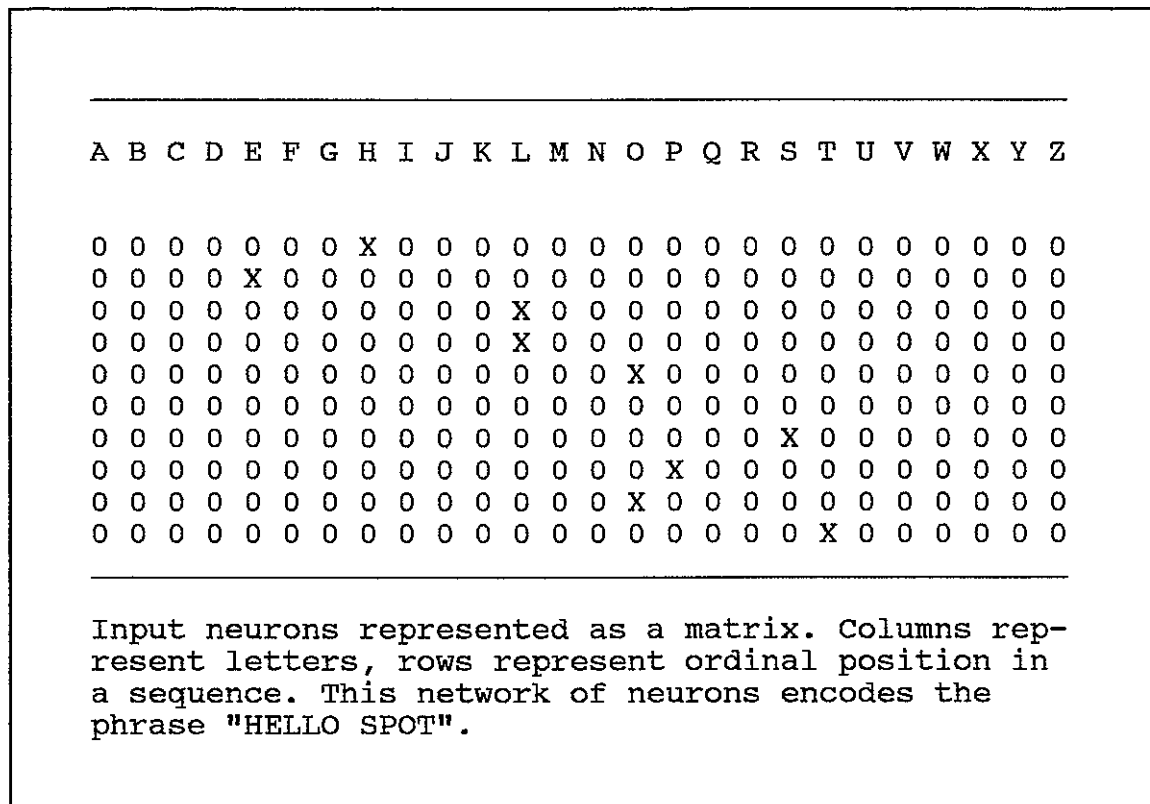 A B C D E F G H I J K L M N O P Q R S T U V W X Y Z
0 0 0 0 0 0 0 X 0 0 0 0 0 0 0 0 0 0 0 0 0 0 0 0 0 0
0 0 0 0 X 0 0 0 0 0 0 0 0 0 0 0 0 0 0 0 0 0 0 0 0 0
0 0 0 0 0 0 0 0 0 0 0 X 0 0 0 0 0 0 0 0 0 0 0 0 0 0
0 0 0 0 0 0 0 0 0 0 0 X 0 0 0 0 0 0 0 0 0 0 0 0 0 0
0 0 0 0 0 0 0 0 0 0 0 0 0 0 X 0 0 0 0 0 0 0 0 0 0 0
0 0 0 0 0 0 0 0 0 0 0 0 0 0 0 0 0 0 0 0 0 0 0 0 0 0
0 0 0 0 0 0 0 0 0 0 0 0 0 0 0 0 0 0 X 0 0 0 0 0 0 0
0 0 0 0 0 0 0 0 0 0 0 0 0 0 0 X 0 0 0 0 0 0 0 0 0 0
0 0 0 0 0 0 0 0 0 0 0 0 0 0 X 0 0 0 0 0 0 0 0 0 0 0
0 0 0 0 0 0 0 0 0 0 0 0 0 0 0 0 0 0 0 X 0 0 0 0 0 0
Input neurons represented as a matrix. Columns rep-
resent letters, rows represent ordinal position in
a sequence. This network of neurons encodes the
phrase "HELLO SPOT".